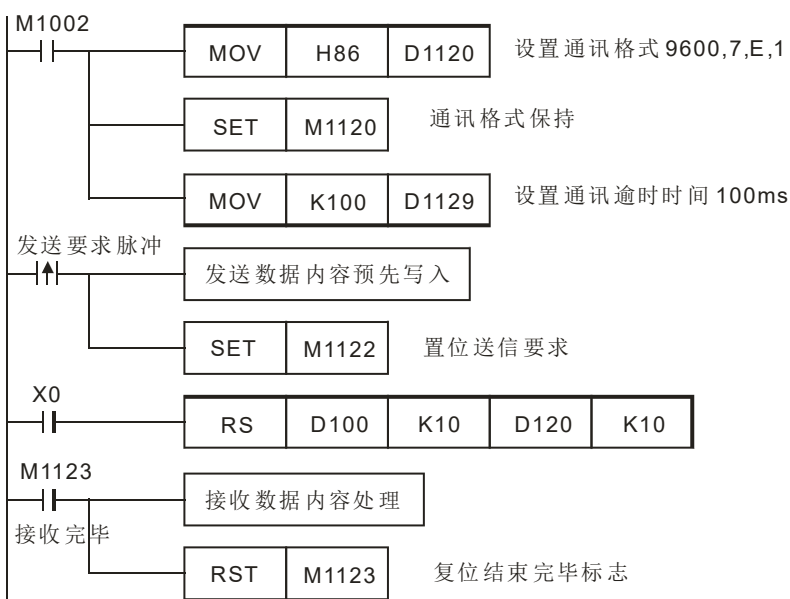 M1002
MOV H86 D1120 设置通讯格式9600,7,E,1
SET M1120 通讯格式保持
MOV K100 D1129 设置通讯逾时时间100ms
发送要求脉冲
发送数据内容预先写入
SET M1122 置位送信要求
X0
RS D100 K10 D120 K10
M1123
接收数据内容处理
接收完毕
RST M1123 复位结束完毕标志